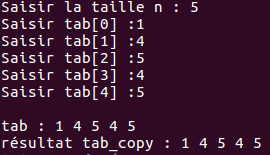 Saisir la taille n : 5
Saisir tab[0] :1
Saisir tab[1] :4
Saisir tab[2] :5
Saisir tab[3] :4
Saisir tab[4] :5
tab : 1 4 5 4 5
résultat tab_copy : 1 4 5 4 5